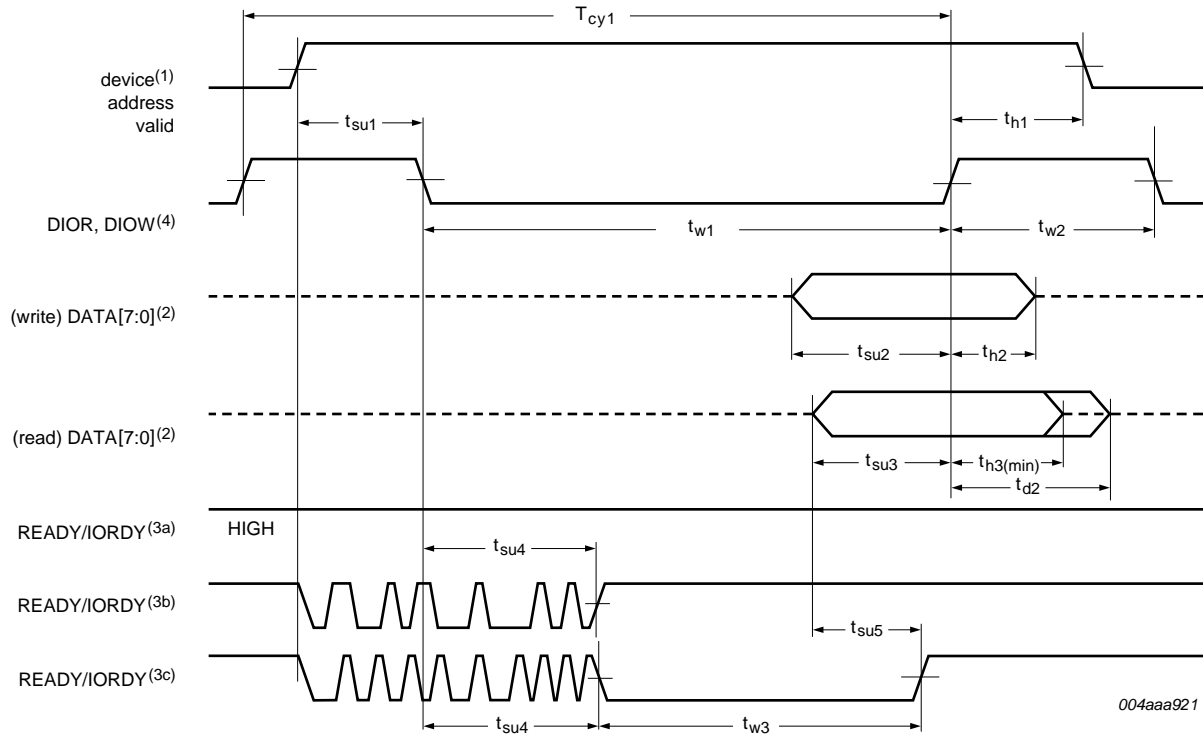 Tcy1
device(1)
address
valid
tsu1
th1
DIOR, DIOW(4)
tw1
tw2
(write) DATA[7:0](2)
tsu2
th2
(read) DATA[7:0](2)
tsu3
th3(min)
td2
READY/IORDY(3a)
HIGH
tsu4
READY/IORDY(3b)
tsu5
READY/IORDY(3c)
tsu4
tw3
004aaa921